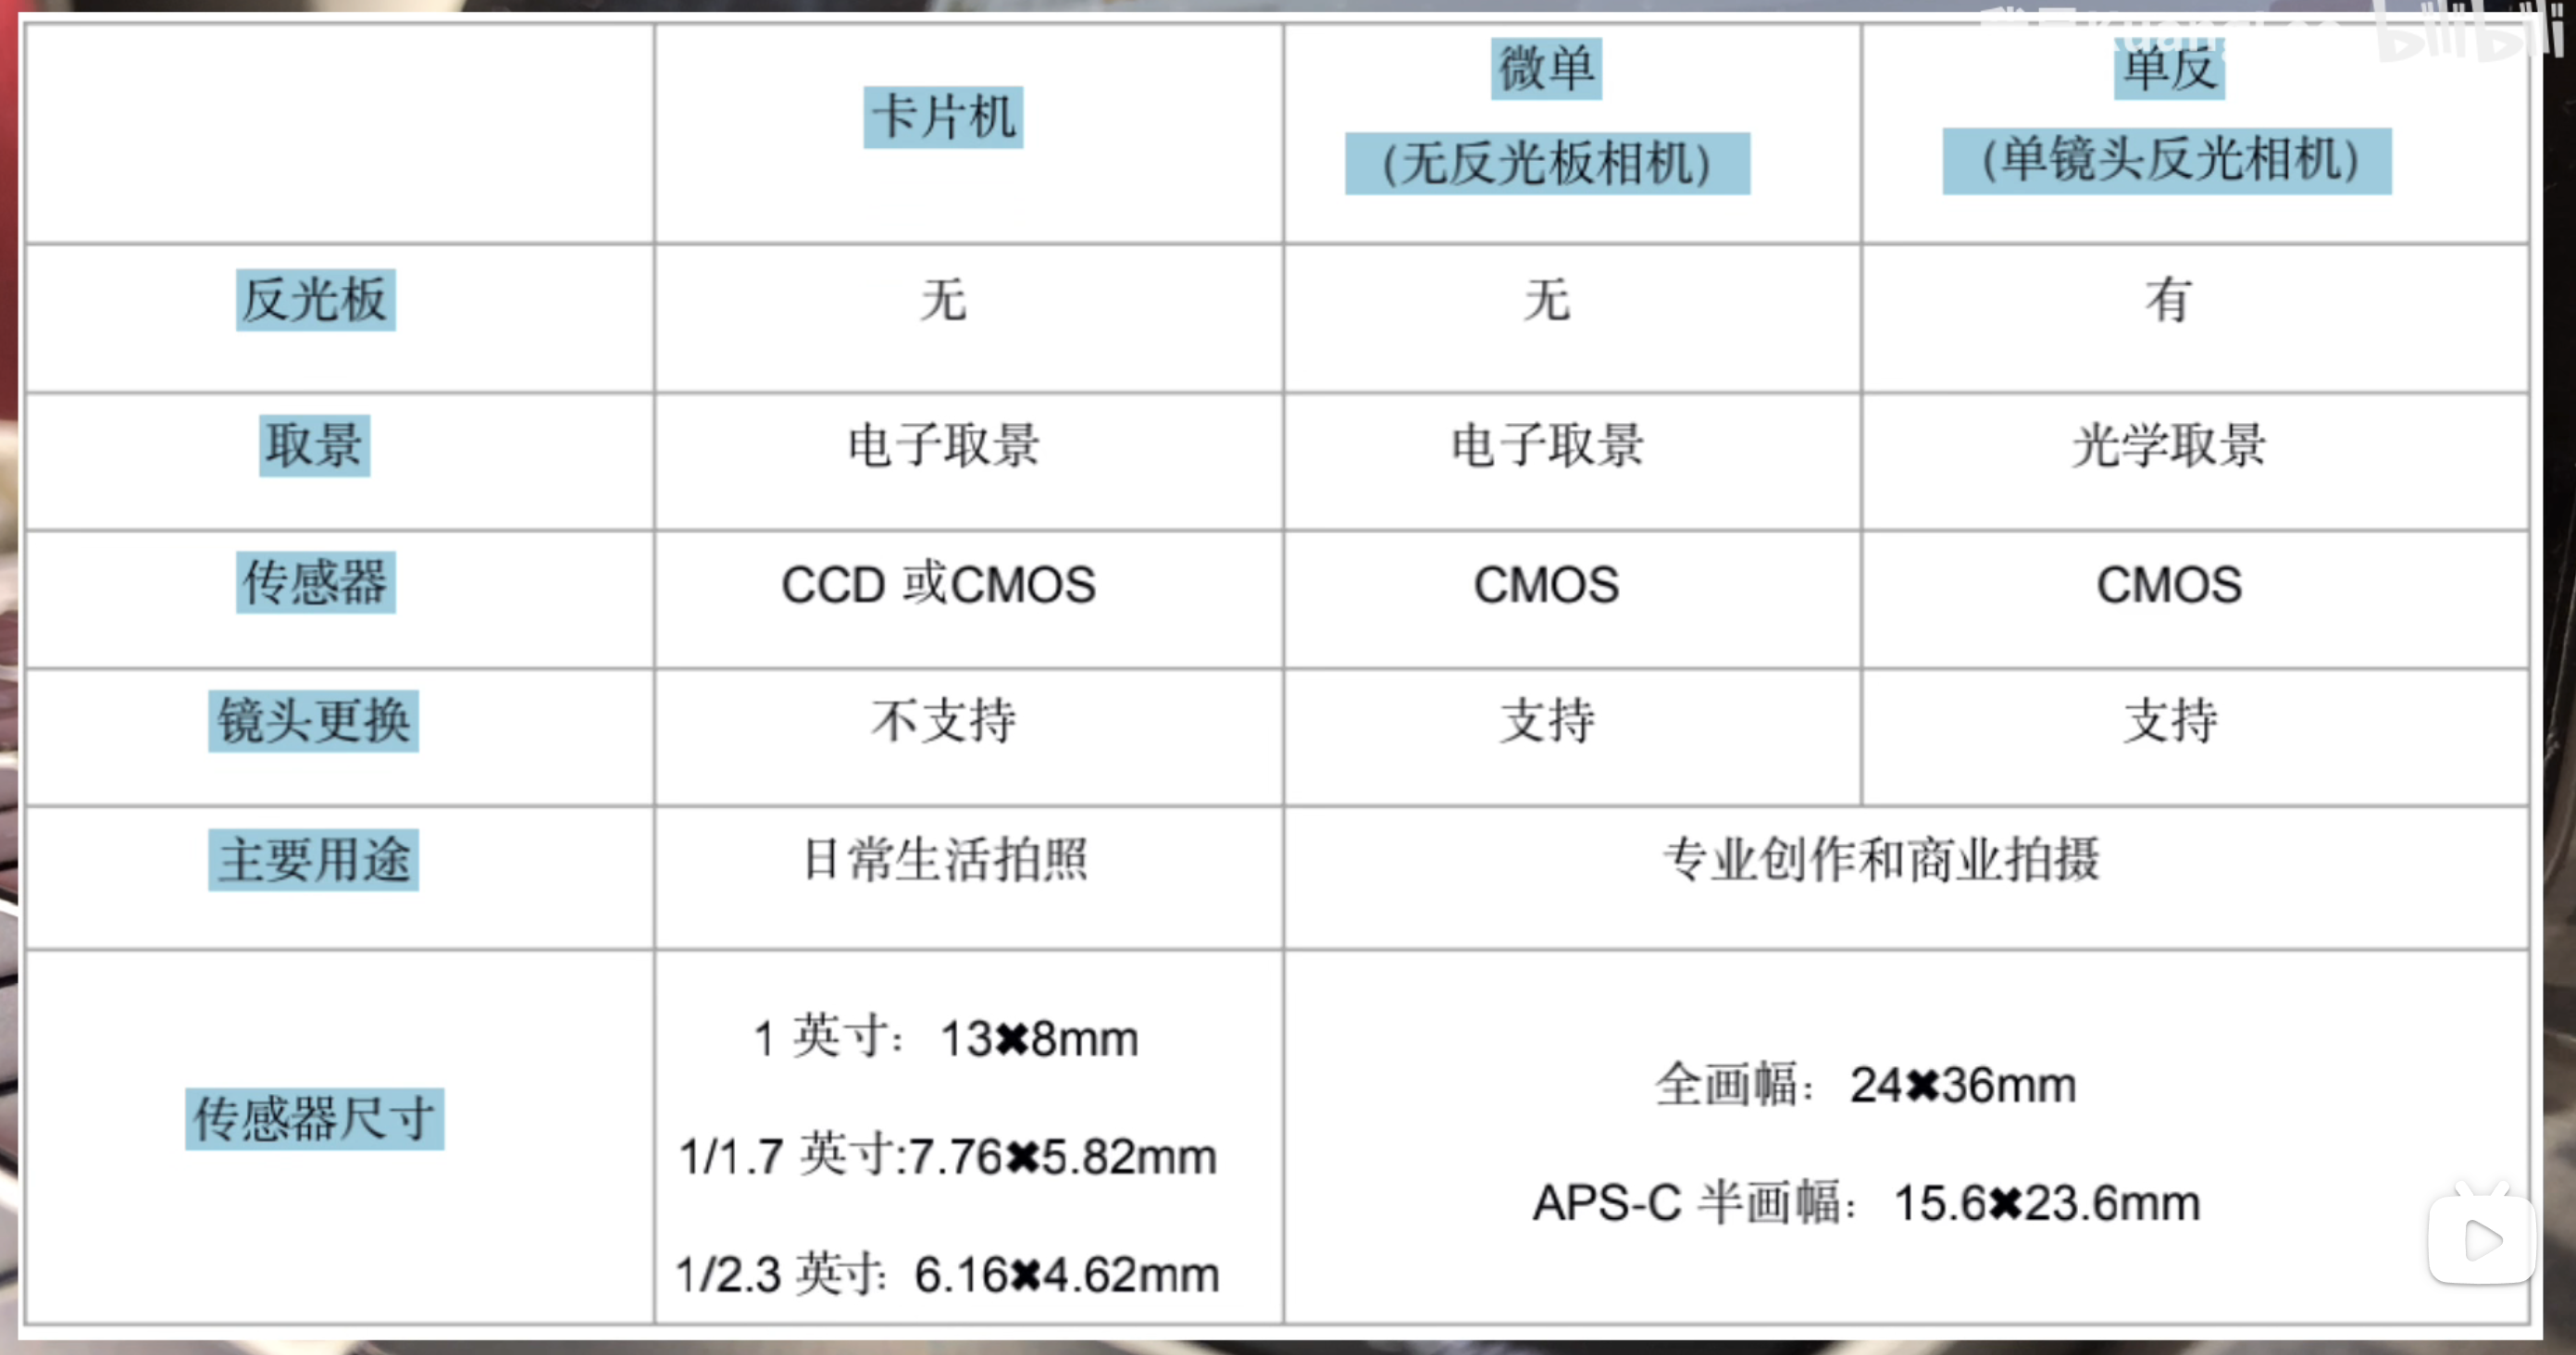 bilibili
卡片机
微单
(无反光板相机)
单反
(单镜头反光相机)
反光板
无
无
有
取景
电子取景
电子取景
光学取景
传感器
CCD 或CMOS
CMOS
CMOS
镜头更换
不支持
支持
支持
主要用途
日常生活拍照
专业创作和商业拍摄
传感器尺寸
1 英寸：13✖8mm
1/1.7 英寸:7.76✖5.82mm
1/2.3 英寸：6.16✖4.62mm
全画幅：24✖36mm
APS-C 半画幅：15.6✖23.6mm